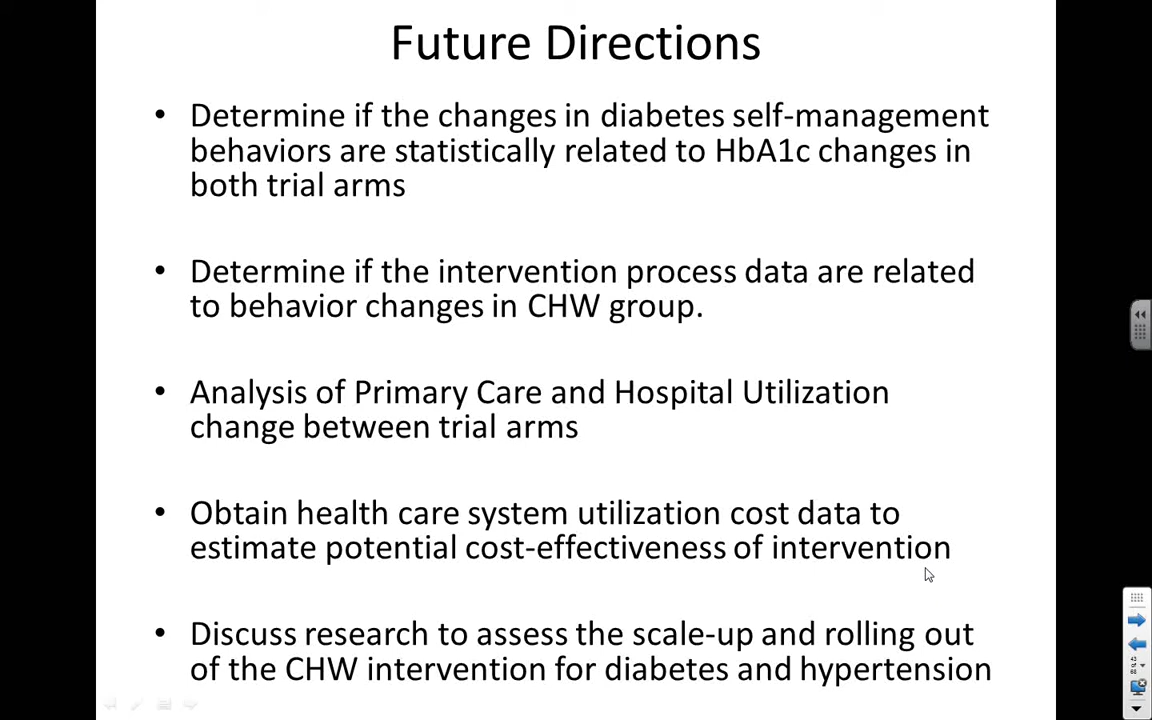 Future Directions
• Determine if the changes in diabetes self-management
behaviors are statistically related to HbA1c changes in
both trial arms
• Determine if the intervention process data are related
to behavior changes in CHW group.
• Analysis of Primary Care and Hospital Utilization
change between trial arms
• Obtain health care system utilization cost data to
estimate potential cost-effectiveness of intervention
• Discuss research to assess the scale-up and rolling out
of the CHW intervention for diabetes and hypertension